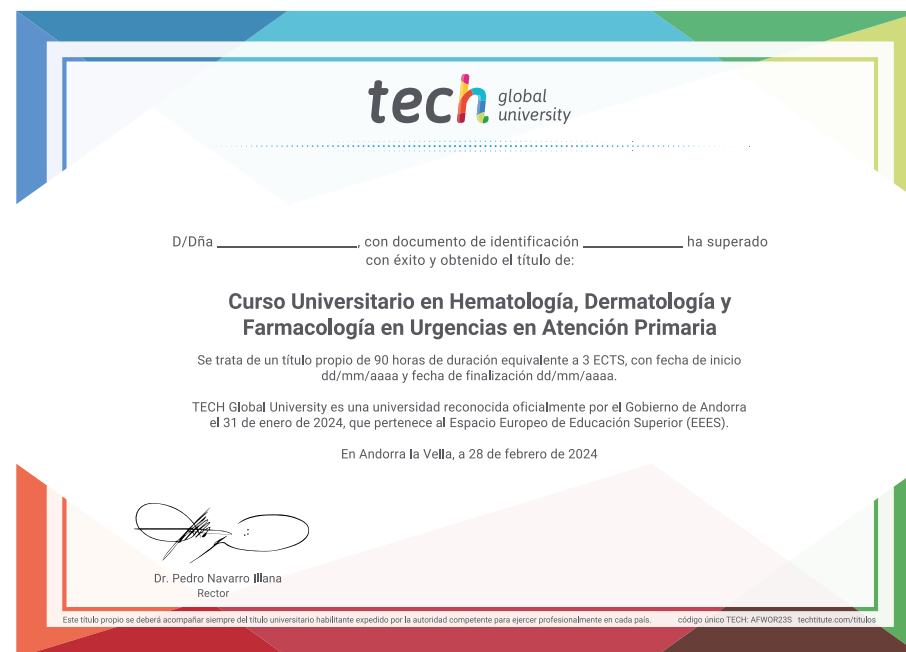 tech global university
D/Dña ______________, con documento de identificación __________ ha superado
con éxito y obtenido el título de:
Curso Universitario en Hematología, Dermatología y
Farmacología en Urgencias en Atención Primaria
Se trata de un título propio de 90 horas de duración equivalente a 3 ECTS, con fecha de inicio
dd/mm/aaaa y fecha de finalización dd/mm/aaaa.
TECH Global University es una universidad reconocida oficialmente por el Gobierno de Andorra
el 31 de enero de 2024, que pertenece al Espacio Europeo de Educación Superior (EEES).
En Andorra la Vella, a 28 de febrero de 2024
Dr. Pedro Navarro Illana
Rector
Este título propio se deberá acompañar siempre del título universitario habilitante expedido por la autoridad competente para ejercer profesionalmente en cada país. código único TECH: AFWOR23S techtitute.com/titulos